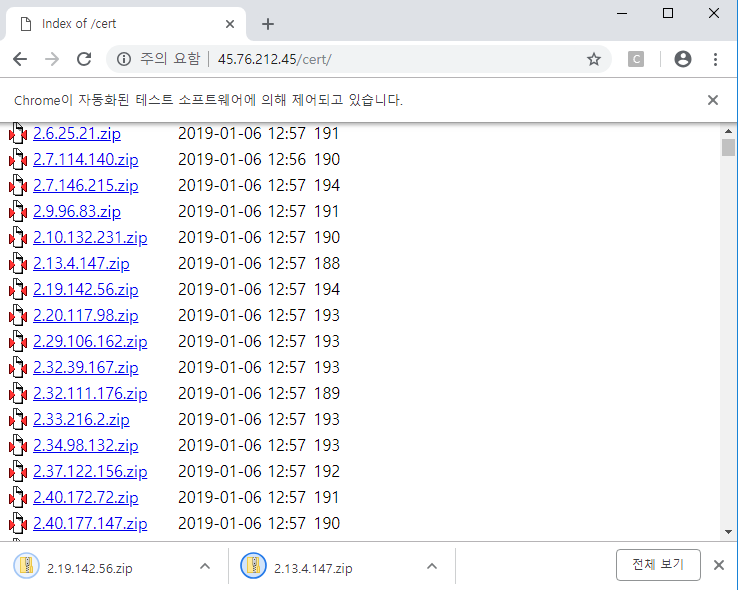 Index of /cert
주의 요함 45.76.212.45/cert/
C
Chrome이 자동화된 테스트 소프트웨어에 의해 제어되고 있습니다.
2.6.25.21.zip 2019-01-06 12:57 191
2.7.114.140.zip 2019-01-06 12:56 190
2.7.146.215.zip 2019-01-06 12:57 194
2.9.96.83.zip 2019-01-06 12:57 191
2.10.132.231.zip 2019-01-06 12:57 190
2.13.4.147.zip 2019-01-06 12:57 188
2.19.142.56.zip 2019-01-06 12:57 194
2.20.117.98.zip 2019-01-06 12:57 193
2.29.106.162.zip 2019-01-06 12:57 193
2.32.39.167.zip 2019-01-06 12:57 193
2.32.111.176.zip 2019-01-06 12:57 189
2.33.216.2.zip 2019-01-06 12:57 193
2.34.98.132.zip 2019-01-06 12:57 193
2.37.122.156.zip 2019-01-06 12:57 192
2.40.172.72.zip 2019-01-06 12:57 191
2.40.177.147.zip 2019-01-06 12:57 190
2.19.142.56.zip 2.13.4.147.zip 전체 보기